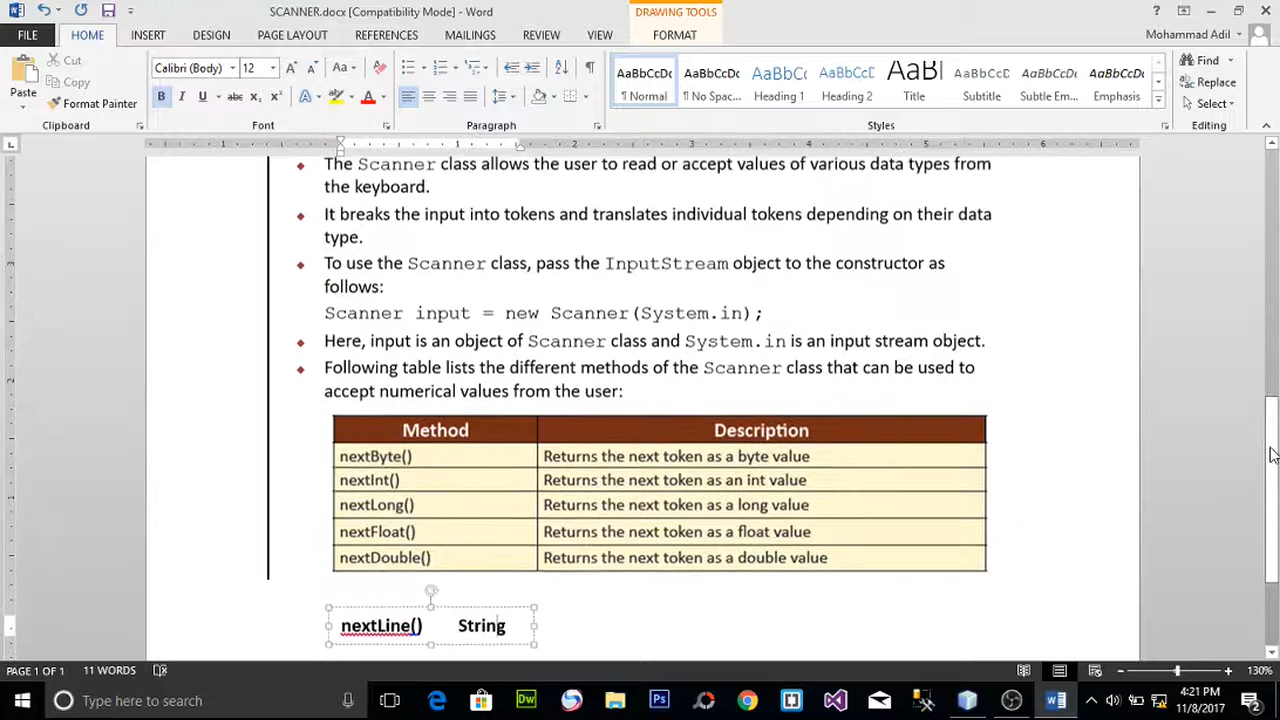 SCANNER.docx [Compatibility Mode] - Word
DRAWING TOOLS
FILE HOME INSERT DESIGN PAGE LAYOUT REFERENCES MAILINGS REVIEW VIEW FORMAT Mohammad Adil
Paste Cut Copy Format Painter
Calibri (Body) 12 Aa
B I U abc x₂ x² A A
AaBbCcDc AaBbCcDc AaBbCc AaBbCcD AaBl AaBbCcD AaBbCcDc AaBbCcDc
¶ Normal ¶ No Spac... Heading 1 Heading 2 Title Subtitle Subtle Em... Emphasis
Find
Replace
Select
Clipboard Font Paragraph Styles Editing
The Scanner class allows the user to read or accept values of various data types from
the keyboard.
It breaks the input into tokens and translates individual tokens depending on their data
type.
To use the Scanner class, pass the InputStream object to the constructor as
follows:
Scanner input = new Scanner(System.in);
Here, input is an object of Scanner class and System.in is an input stream object.
Following table lists the different methods of the Scanner class that can be used to
accept numerical values from the user:
Method Description
nextByte() Returns the next token as a byte value
nextInt() Returns the next token as an int value
nextLong() Returns the next token as a long value
nextFloat() Returns the next token as a float value
nextDouble() Returns the next token as a double value
nextLine() String
PAGE 1 OF 1 11 WORDS 130%
Type here to search
Dw Ps
4:21 PM
11/8/2017